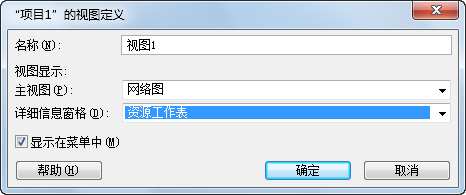 “项目1”的视图定义
名称(N): 视图1
视图显示:
主视图(P): 网络图
详细信息窗格(D): 资源工作表
显示在菜单中(M)
帮助(H) 确定 取消